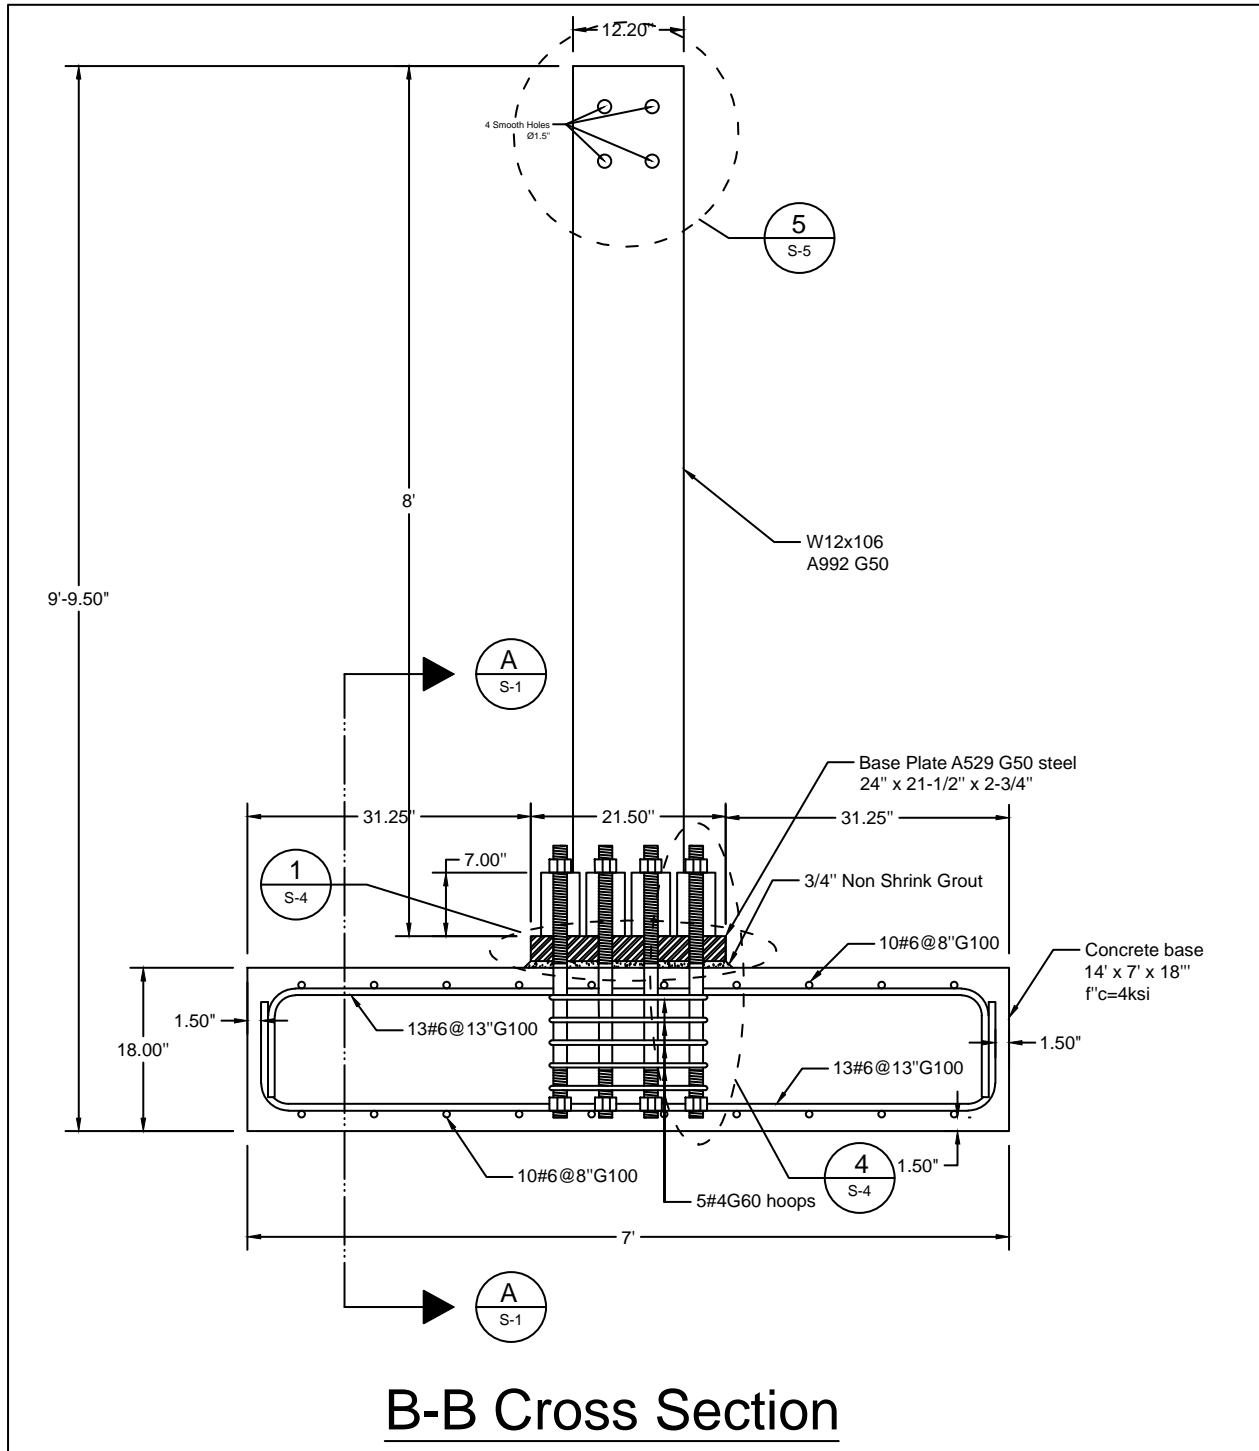 12.20"
4 Smooth Holes
Ø1.5"
5
S-5
8'
W12x106
A992 G50
9'-9.50"
A
S-1
Base Plate A529 G50 steel
24" x 21-1/2" x 2-3/4"
31.25"
21.50"
31.25"
7.00"
1
S-4
3/4" Non Shrink Grout
10#6@8"G100
Concrete base
14' x 7' x 18'"
f"c=4ksi
1.50"
13#6@13"G100
18.00"
1.50"
13#6@13"G100
10#6@8"G100
4
S-4
1.50"
5#4G60 hoops
7'
A
S-1
B-B Cross Section